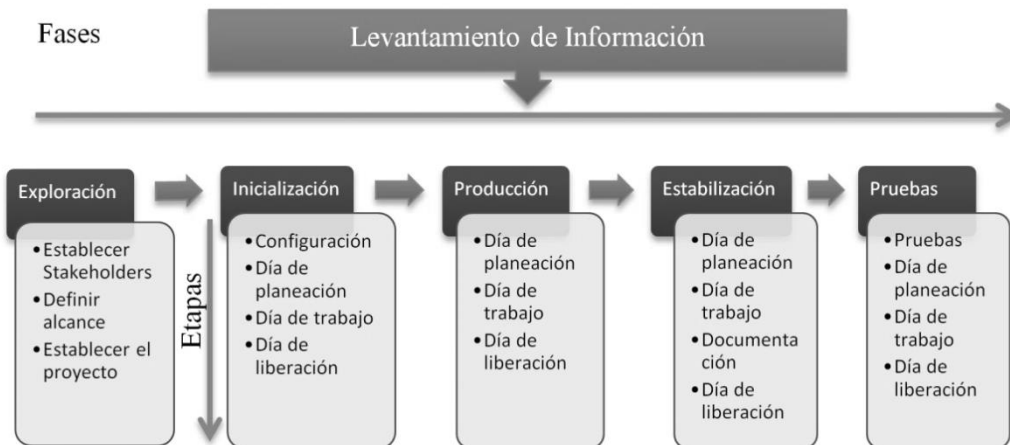 Fases
Levantamiento de Información
Exploración
•Establecer
Stakeholders
•Definir
alcance
•Establecer el
proyecto
Etapas
Inicialización
•Configuración
•Día de
planeación
•Día de trabajo
•Día de
liberación
Producción
•Día de
planeación
•Día de
trabajo
•Día de
liberación
Estabilización
•Día de
planeación
•Día de
trabajo
•Documenta
ción
•Día de
liberación
Pruebas
•Pruebas
•Día de
planeación
•Día de
trabajo
•Día de
liberación